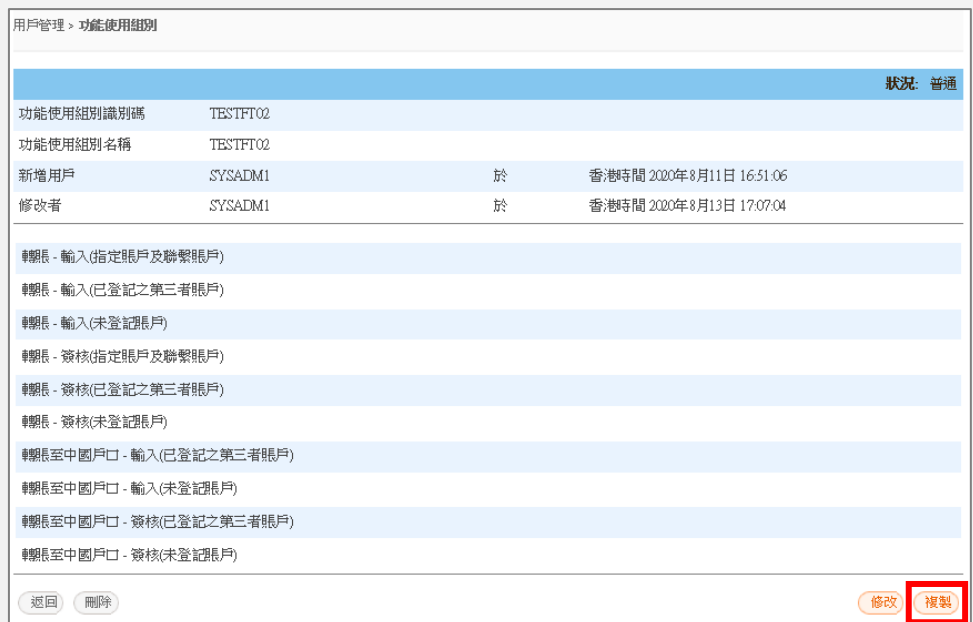 用戶管理 > 功能使用組別
狀況: 普通
功能使用組別識別碼 TESTFT02
功能使用組別名稱 TESTFT02
新增用戶 SYSADM1 於 香港時間 2020年8月11日 16:51:06
修改者 SYSADM1 於 香港時間 2020年8月13日 17:07:04
轉賬 - 輸入(指定賬戶及聯繫賬戶)
轉賬 - 輸入(已登記之第三者賬戶)
轉賬 - 輸入(未登記賬戶)
轉賬 - 簽核(指定賬戶及聯繫賬戶)
轉賬 - 簽核(已登記之第三者賬戶)
轉賬 - 簽核(未登記賬戶)
轉賬至中國戶口 - 輸入(已登記之第三者賬戶)
轉賬至中國戶口 - 輸入(未登記賬戶)
轉賬至中國戶口 - 簽核(已登記之第三者賬戶)
轉賬至中國戶口 - 簽核(未登記賬戶)
返回 刪除 修改 複製